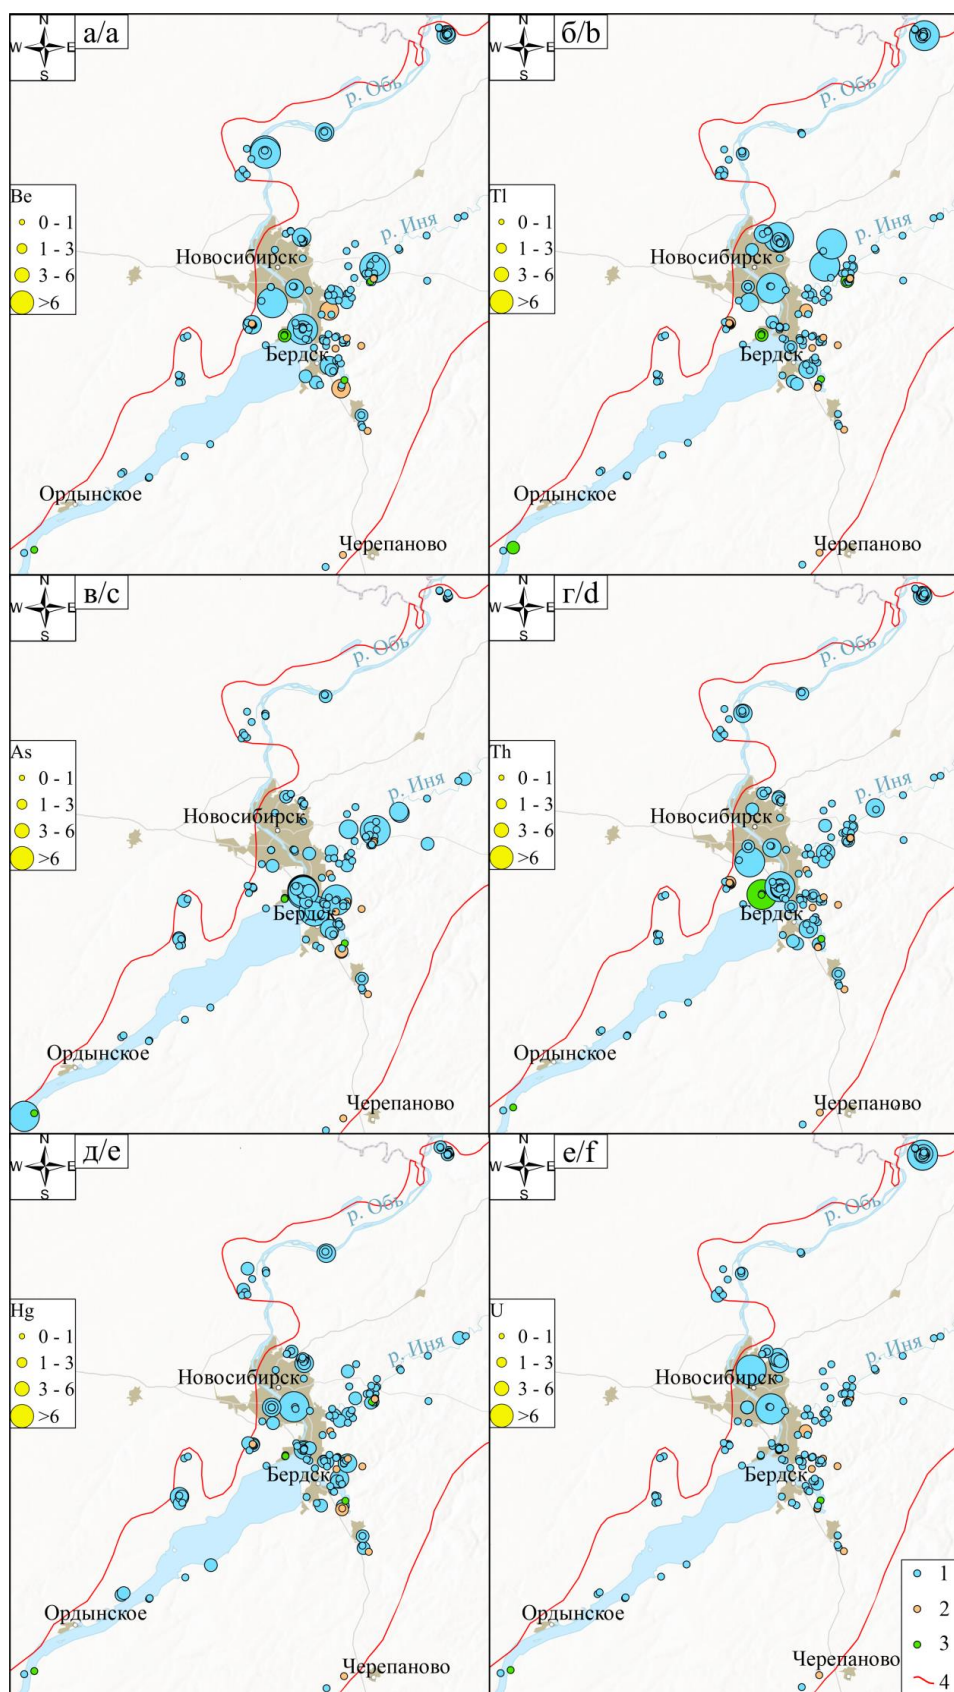 N
W E
S
а/a
р. Обь
Be
0 - 1
1 - 3
3 - 6
>6
р. Иня
Новосибирск
Бердск
Ордынское
Черепаново
N
W E
S
б/b
р. Обь
Tl
0 - 1
1 - 3
3 - 6
>6
р. Иня
Новосибирск
Бердск
Ордынское
Черепаново
N
W E
S
в/c
р. Обь
As
0 - 1
1 - 3
3 - 6
>6
р. Иня
Новосибирск
Бердск
Ордынское
Черепаново
N
W E
S
г/d
р. Обь
Th
0 - 1
1 - 3
3 - 6
>6
р. Иня
Новосибирск
Бердск
Ордынское
Черепаново
N
W E
S
д/e
р. Обь
Hg
0 - 1
1 - 3
3 - 6
>6
р. Иня
Новосибирск
Бердск
Ордынское
Черепаново
N
W E
S
е/f
р. Обь
U
0 - 1
1 - 3
3 - 6
>6
р. Иня
Новосибирск
Бердск
Ордынское
Черепаново
1
2
3
4